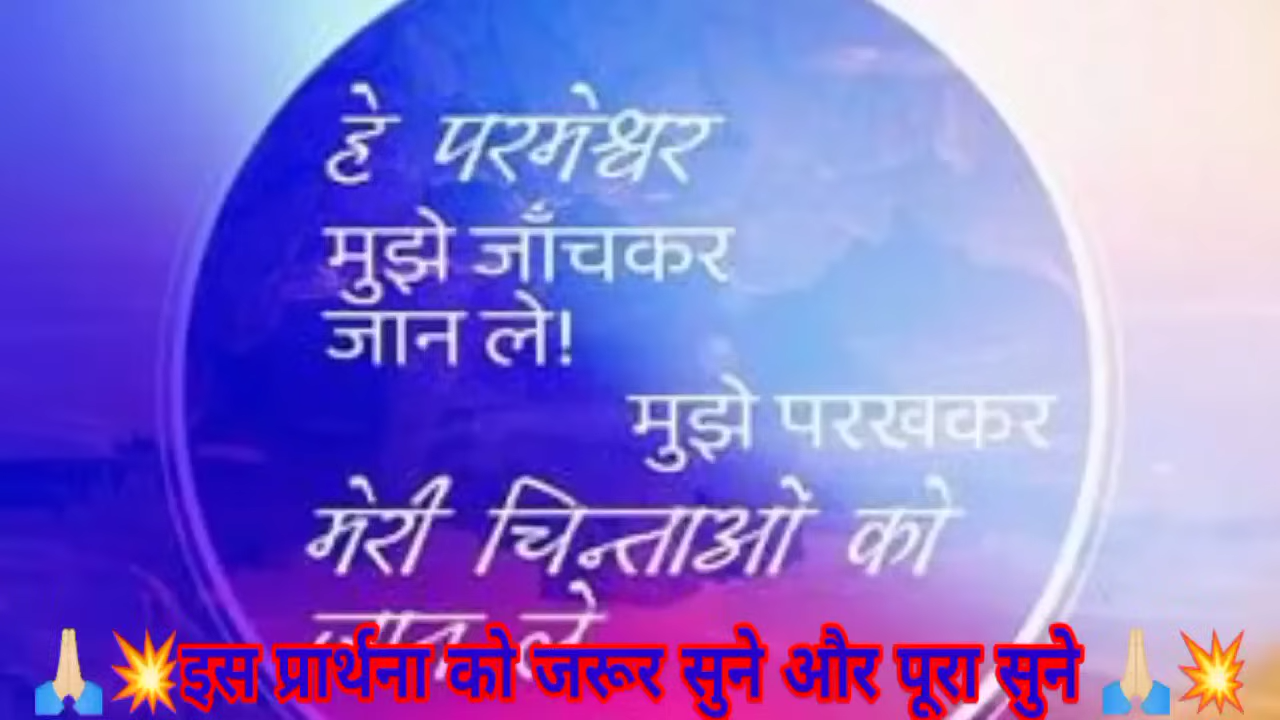 हे परमेश्वर
मुझे जाँचकर
जान ले!
मुझे परखकर
मेरी चिन्ताओं को
जान ले
🙏🏼💥इस प्रार्थना को जरूर सुने और पूरा सुने 🙏🏼💥